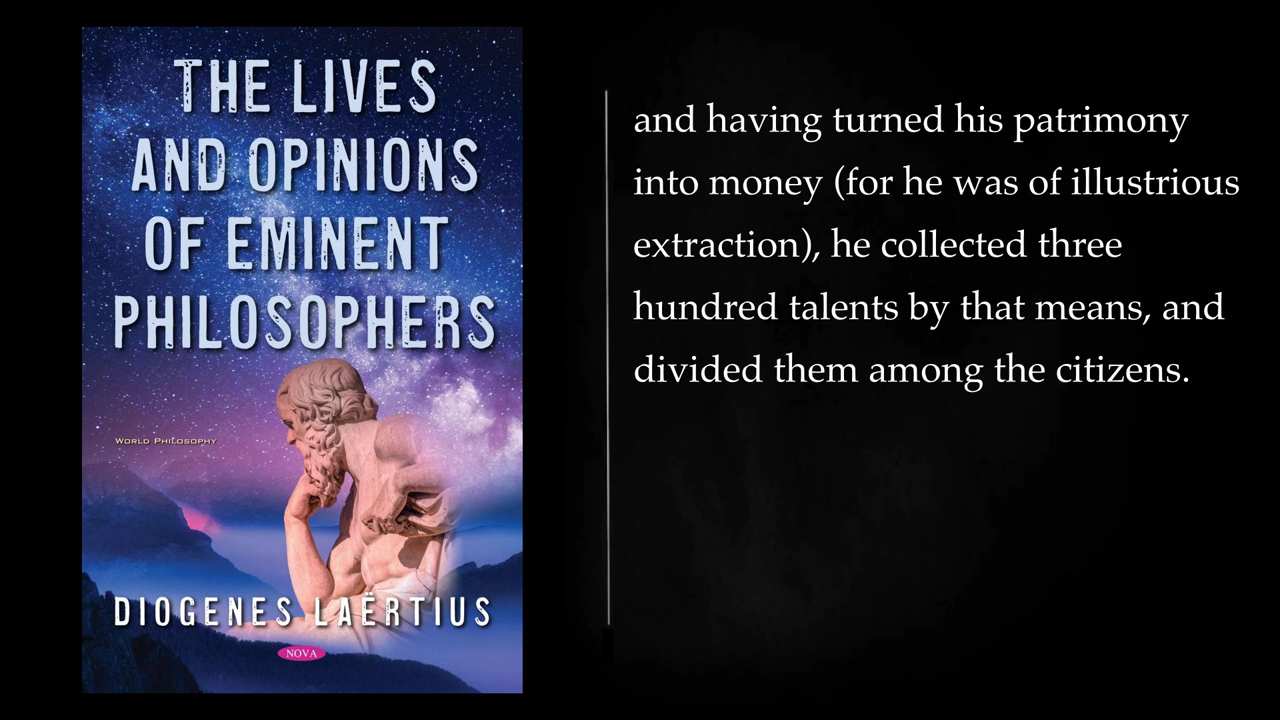 THE LIVES
AND OPINIONS
OF EMINENT
PHILOSOPHERS
WORLD PHILOSOPHY
DIOGENES LAËRTIUS
NOVA
and having turned his patrimony
into money (for he was of illustrious
extraction), he collected three
hundred talents by that means, and
divided them among the citizens.